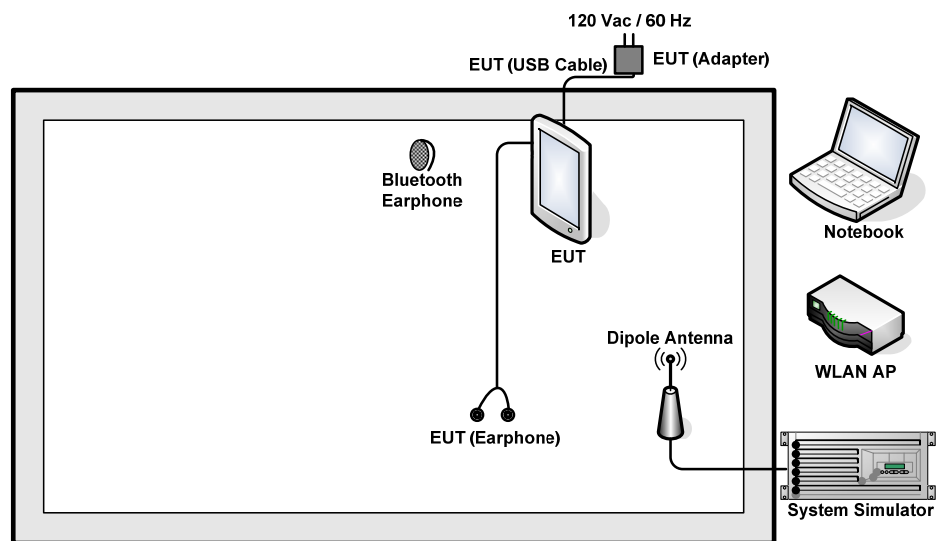 120 Vac / 60 Hz
EUT (USB Cable)
EUT (Adapter)
Bluetooth
Earphone
EUT
Notebook
Dipole Antenna
WLAN AP
EUT (Earphone)
System Simulator